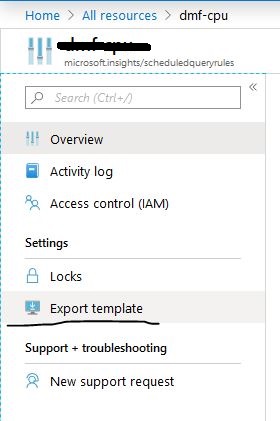 Home > All resources > dmf-cpu
microsoft.insights/scheduledqueryrules
Search (Ctrl+/)
Overview
Activity log
Access control (IAM)
Settings
Locks
Export template
Support + troubleshooting
New support request